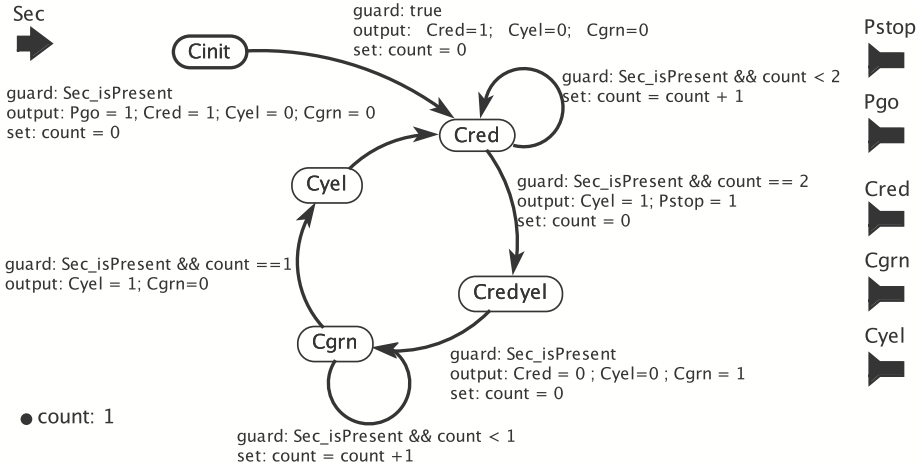 Sec
guard: true
output:   Cred=1;   Cyel=0;   Cgrn=0
set: count = 0
Pstop
Cinit
guard: Sec_isPresent && count < 2
set: count = count + 1
guard: Sec_isPresent
output: Pgo = 1; Cred = 1; Cyel = 0; Cgrn = 0
set: count = 0
Pgo
Cred
Cyel
guard: Sec_isPresent && count == 2
output: Cyel = 1; Pstop = 1
set: count = 0
Cred
guard: Sec_isPresent && count ==1
output: Cyel = 1; Cgrn=0
Credyel
Cgrn
Cgrn
guard: Sec_isPresent
output: Cred = 0 ; Cyel=0 ; Cgrn = 1
set: count = 0
Cyel
count: 1
guard: Sec_isPresent && count < 1
set: count = count +1